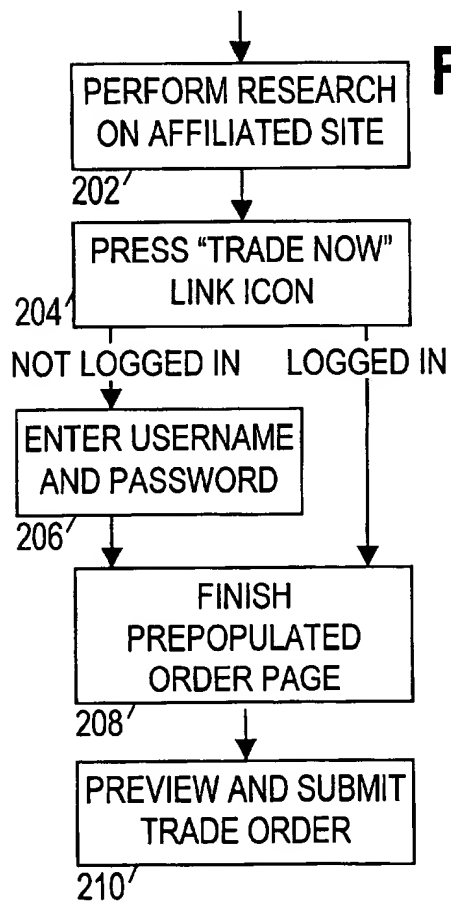 PERFORM RESEARCH
ON AFFILIATED SITE
202
PRESS “TRADE NOW”
LINK ICON
204
NOT LOGGED IN
LOGGED IN
ENTER USERNAME
AND PASSWORD
206
FINISH
PREPOPULATED
ORDER PAGE
208
PREVIEW AND SUBMIT
TRADE ORDER
210